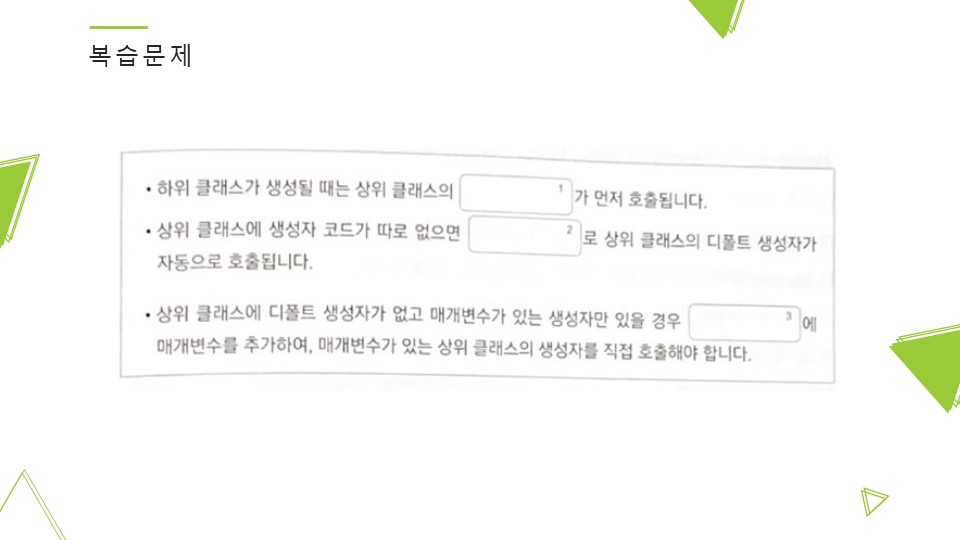 복습문제
• 하위 클래스가 생성될 때는 상위 클래스의 1 가 먼저 호출됩니다.
• 상위 클래스에 생성자 코드가 따로 없으면 2 로 상위 클래스의 디폴트 생성자가
자동으로 호출됩니다.
• 상위 클래스에 디폴트 생성자가 없고 매개변수가 있는 생성자만 있을 경우 3 에
매개변수를 추가하여, 매개변수가 있는 상위 클래스의 생성자를 직접 호출해야 합니다.